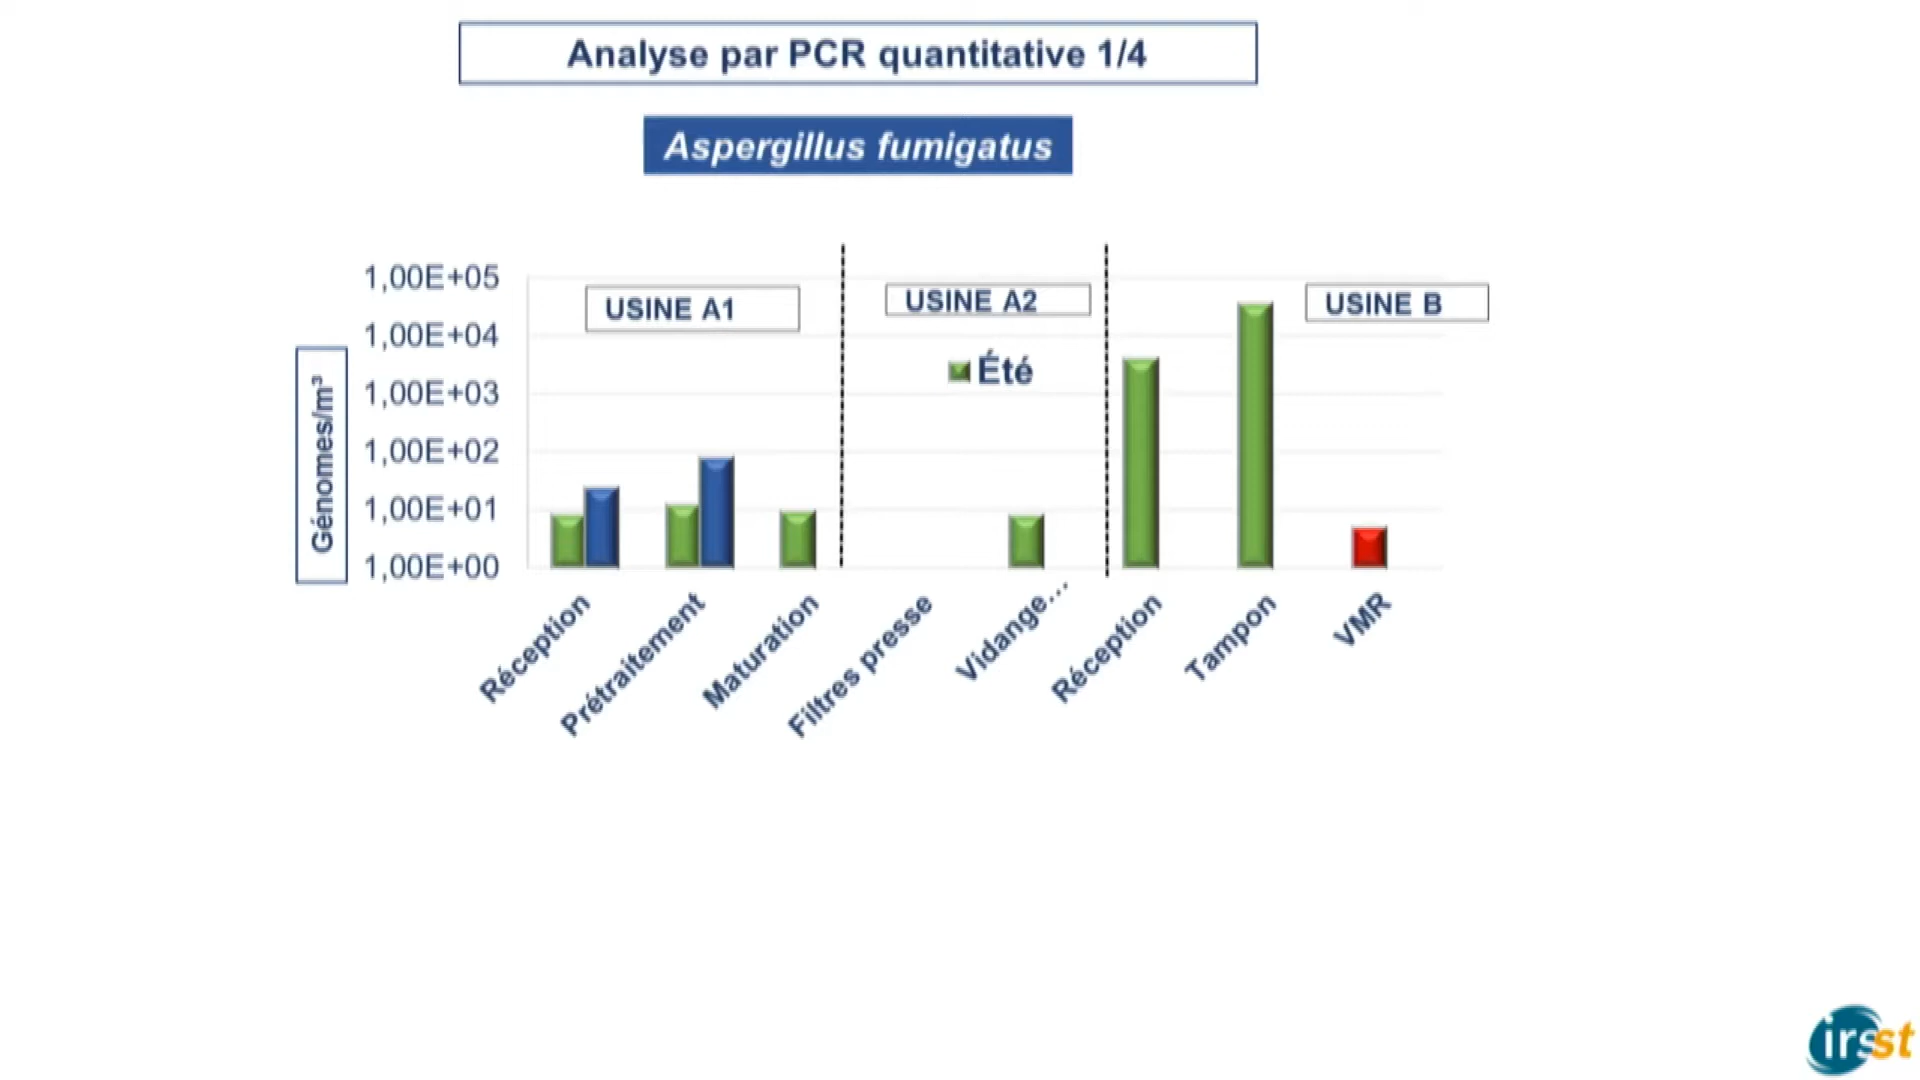 Analyse par PCR quantitative 1/4
Aspergillus fumigatus
1,00E+05
1,00E+04
1,00E+03
1,00E+02
1,00E+01
1,00E+00
Génomes/m³
USINE A1
USINE A2
USINE B
Été
Réception
Prétraitement
Maturation
Filtres presse
Vidange...
Réception
Tampon
VMR
irsst